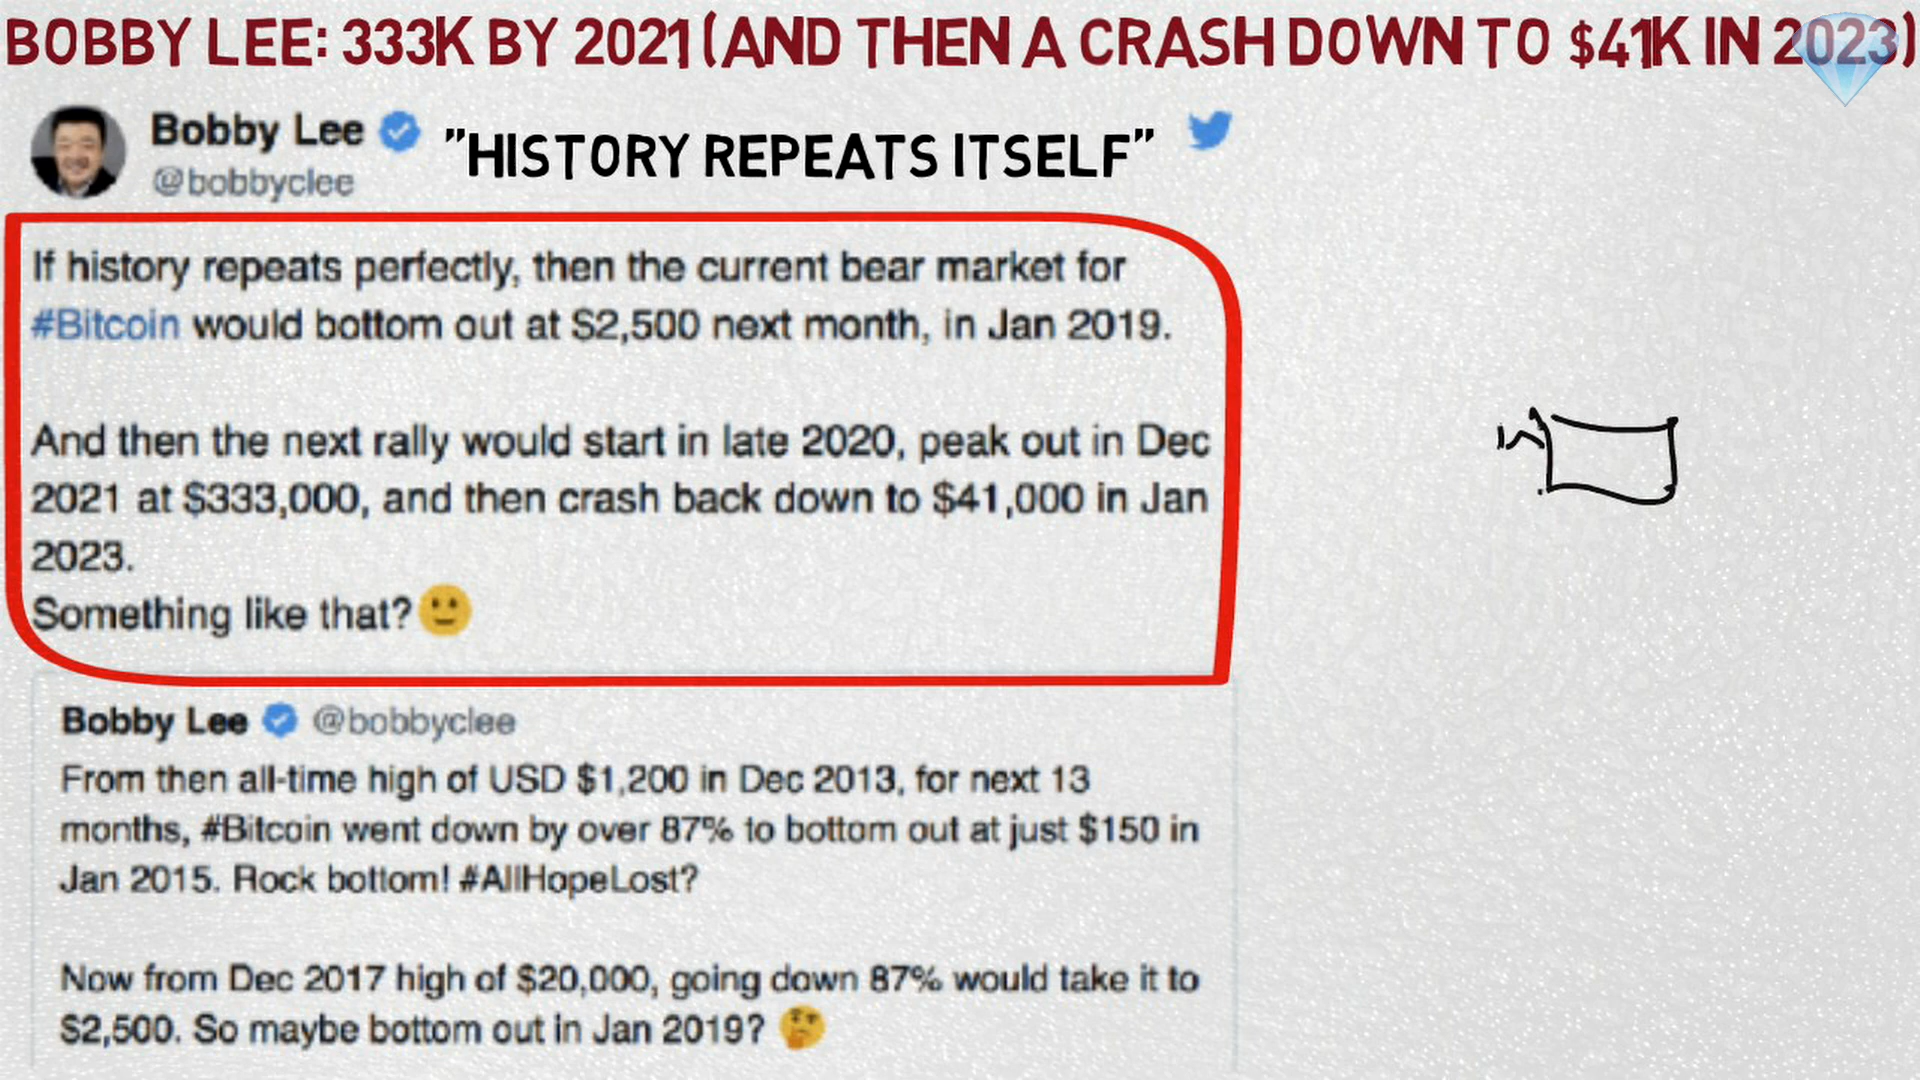 BOBBY LEE: 333K BY 2021 (AND THEN A CRASH DOWN TO $41K IN 2023)
Bobby Lee
@bobbyclee
"HISTORY REPEATS ITSELF"
If history repeats perfectly, then the current bear market for
#Bitcoin would bottom out at $2,500 next month, in Jan 2019.
And then the next rally would start in late 2020, peak out in Dec
2021 at $333,000, and then crash back down to $41,000 in Jan
2023.
Something like that? 🙂
Bobby Lee @bobbyclee
From then all-time high of USD $1,200 in Dec 2013, for next 13
months, #Bitcoin went down by over 87% to bottom out at just $150 in
Jan 2015. Rock bottom! #AllHopeLost?
Now from Dec 2017 high of $20,000, going down 87% would take it to
$2,500. So maybe bottom out in Jan 2019? 🤔